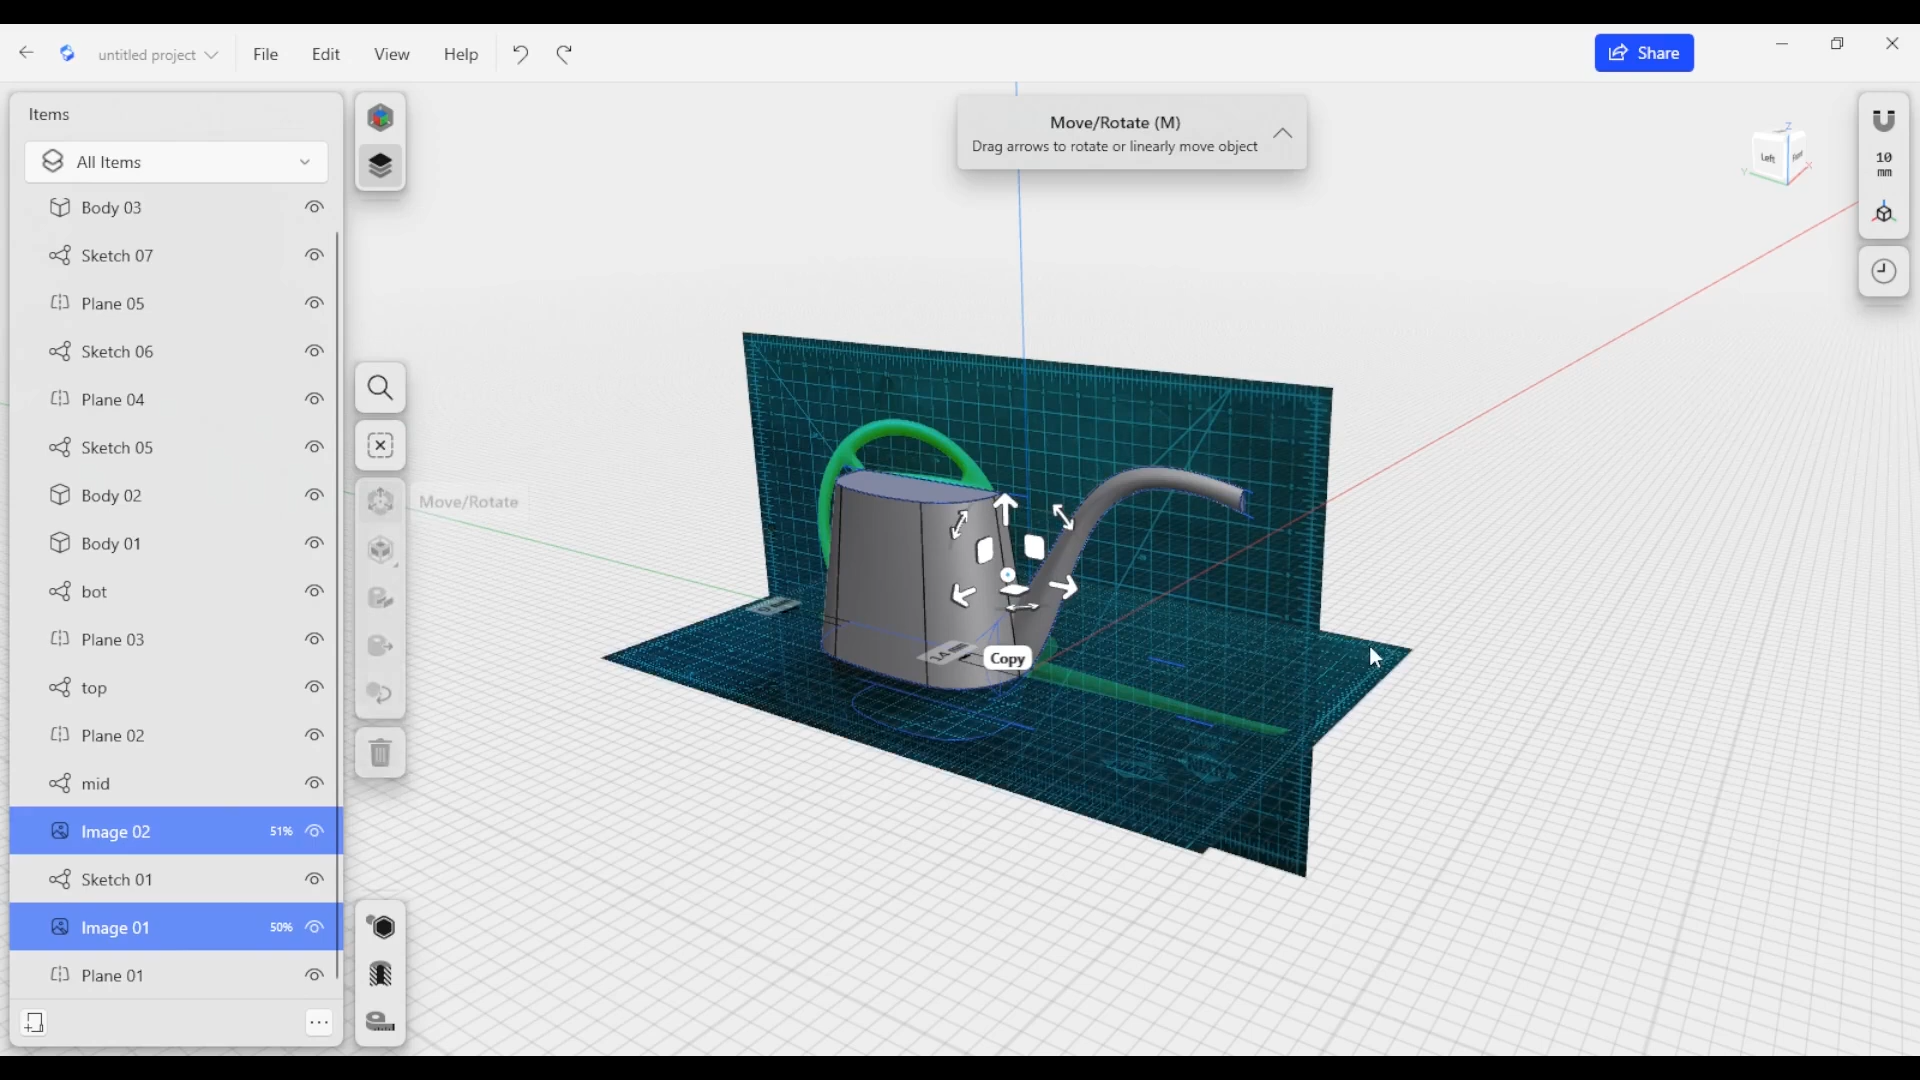 untitled project
File
Edit
View
Help
Share
Items
All Items
Body 03
Sketch 07
Plane 05
Sketch 06
Plane 04
Sketch 05
Body 02
Body 01
bot
Plane 03
top
Plane 02
mid
Image 02 51%
Sketch 01
Image 01 50%
Plane 01
Move/Rotate
Move/Rotate (M)
Drag arrows to rotate or linearly move object
Copy
Z
Left
Y
X
10
mm